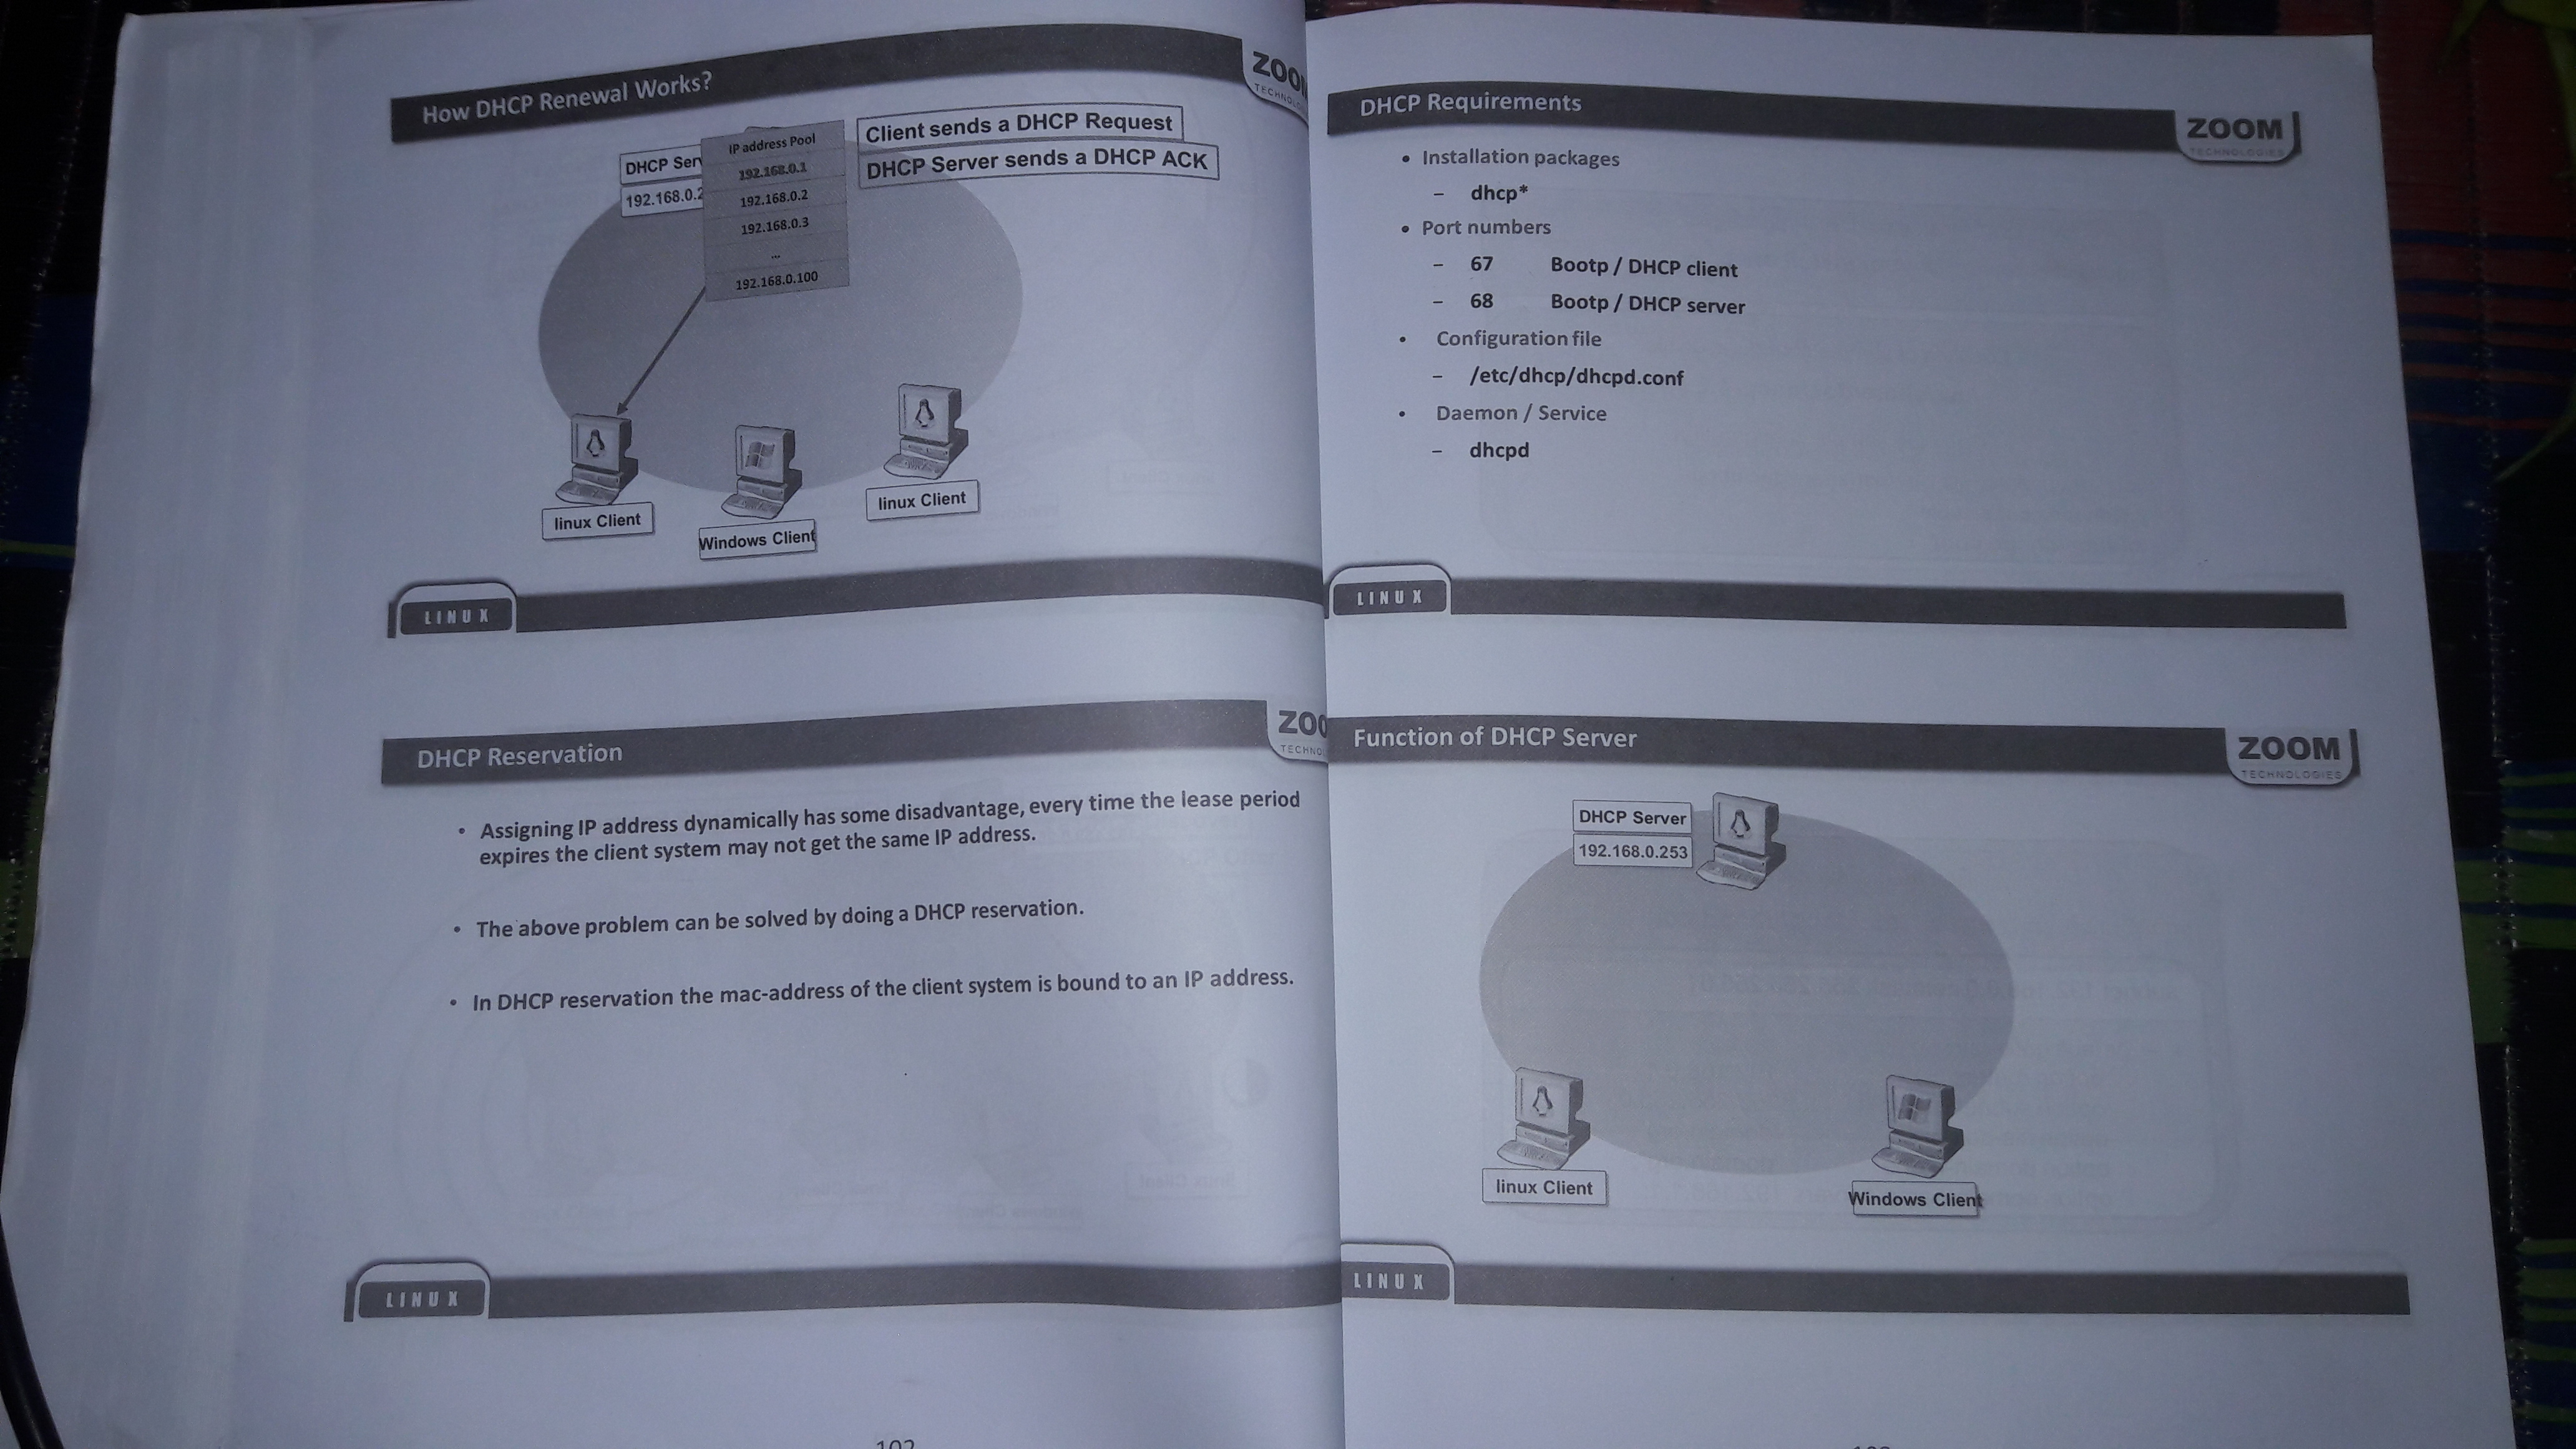 How DHCP Renewal Works?
ZOO
TECHNOLO
Client sends a DHCP Request
DHCP Server sends a DHCP ACK
DHCP Ser
192.168.0.2
IP address Pool
192.168.0.1
192.168.0.2
192.168.0.3
...
192.168.0.100
linux Client
Windows Client
linux Client
LINUX
DHCP Reservation
ZOO
TECHNO
• Assigning IP address dynamically has some disadvantage, every time the lease period
expires the client system may not get the same IP address.
• The above problem can be solved by doing a DHCP reservation.
• In DHCP reservation the mac-address of the client system is bound to an IP address.
LINUX
DHCP Requirements
ZOOM
TECHNOLOGIES
• Installation packages
– dhcp*
• Port numbers
– 67 Bootp / DHCP client
– 68 Bootp / DHCP server
• Configuration file
– /etc/dhcp/dhcpd.conf
• Daemon / Service
– dhcpd
LINUX
Function of DHCP Server
ZOOM
TECHNOLOGIES
DHCP Server
192.168.0.253
linux Client
Windows Client
LINUX